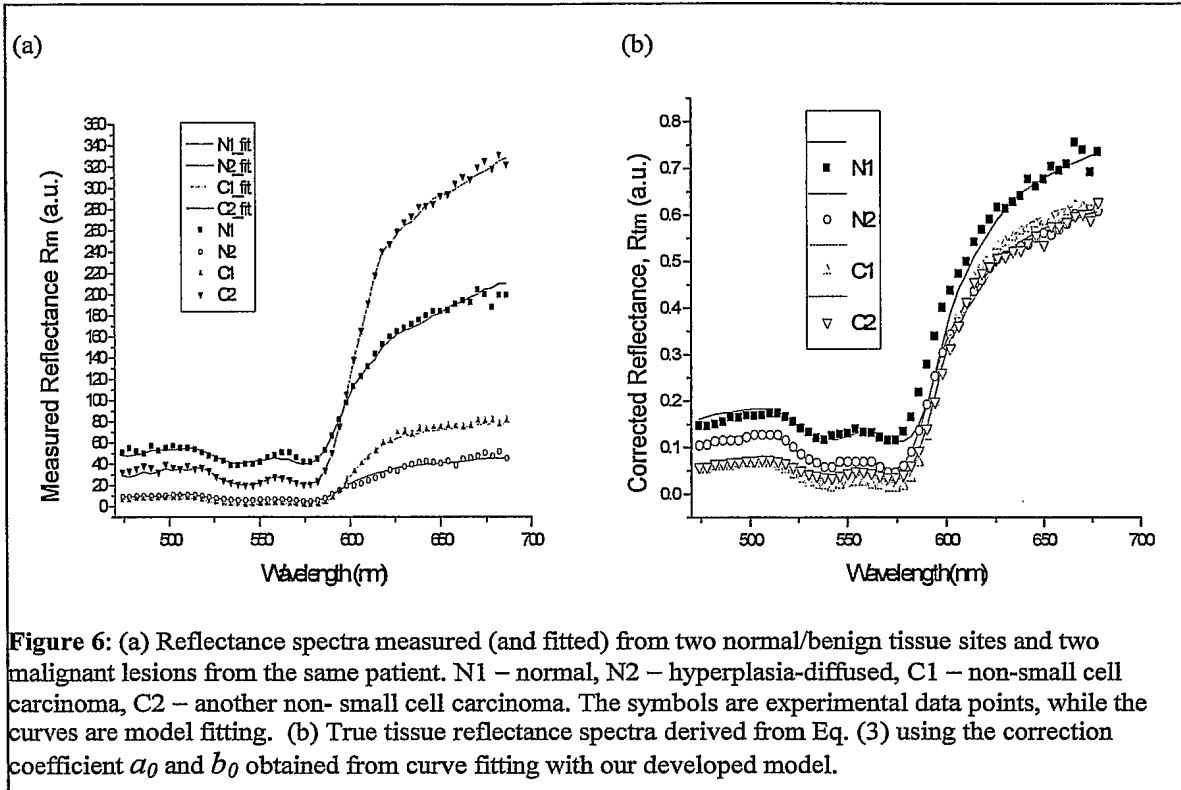 (a)
(b)
Measured Reflectance Rm (a.u.)
360
340
320
300
280
260
240
220
200
180
160
140
120
100
80
60
40
20
0
500
550
600
650
700
Wavelength (nm)
N1_fit
N2_fit
C1_fit
C2_fit
N1
N2
C1
C2
Corrected Reflectance, Rtm (a.u.)
0.8
0.7
0.6
0.5
0.4
0.3
0.2
0.1
0.0
500
550
600
650
700
Wavelength (nm)
N1
N2
C1
C2
Figure 6: (a) Reflectance spectra measured (and fitted) from two normal/benign tissue sites and two
malignant lesions from the same patient. N1 – normal, N2 – hyperplasia-diffused, C1 – non-small cell
carcinoma, C2 – another non- small cell carcinoma. The symbols are experimental data points, while the
curves are model fitting. (b) True tissue reflectance spectra derived from Eq. (3) using the correction
coefficient a0 and b0 obtained from curve fitting with our developed model.